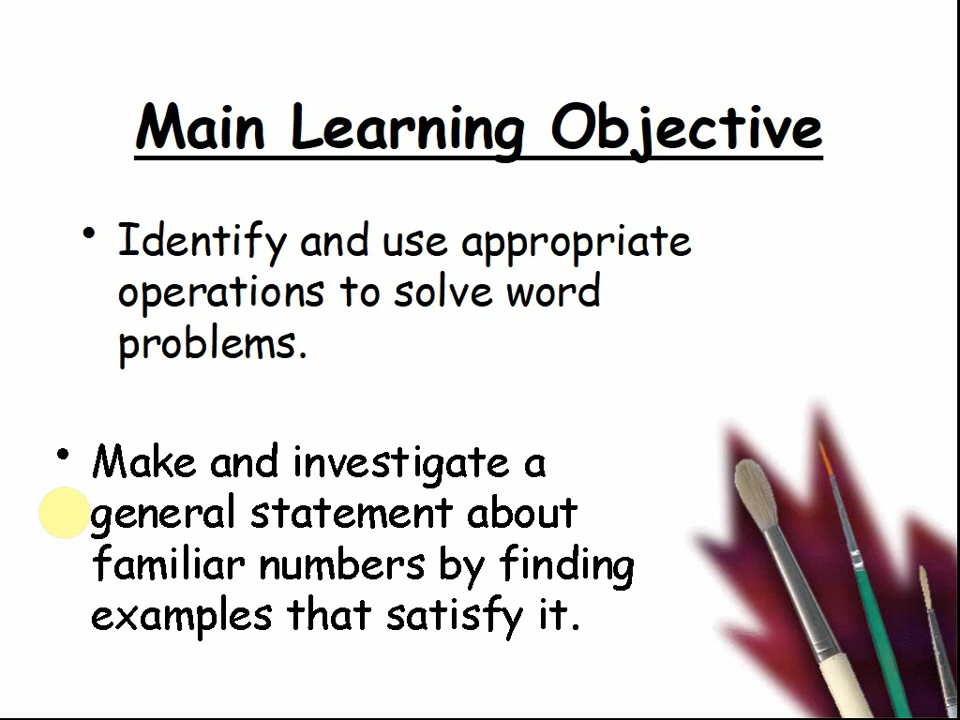 Main Learning Objective
• Identify and use appropriate
operations to solve word
problems.
• Make and investigate a
general statement about
familiar numbers by finding
examples that satisfy it.